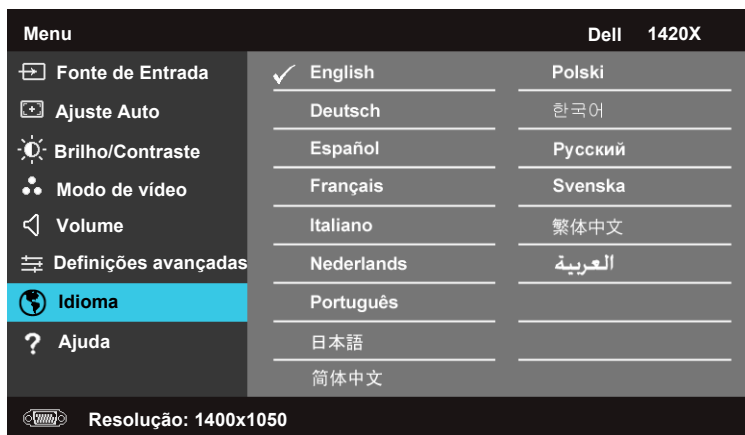 Menu
Dell 1420X
Fonte de Entrada
Ajuste Auto
Brilho/Contraste
Modo de vídeo
Volume
Definições avançadas
Idioma
? Ajuda
English
Deutsch
Español
Français
Italiano
Nederlands
Português
日本語
简体中文
Polski
한국어
Русский
Svenska
繁体中文
العربية
Resolução: 1400x1050